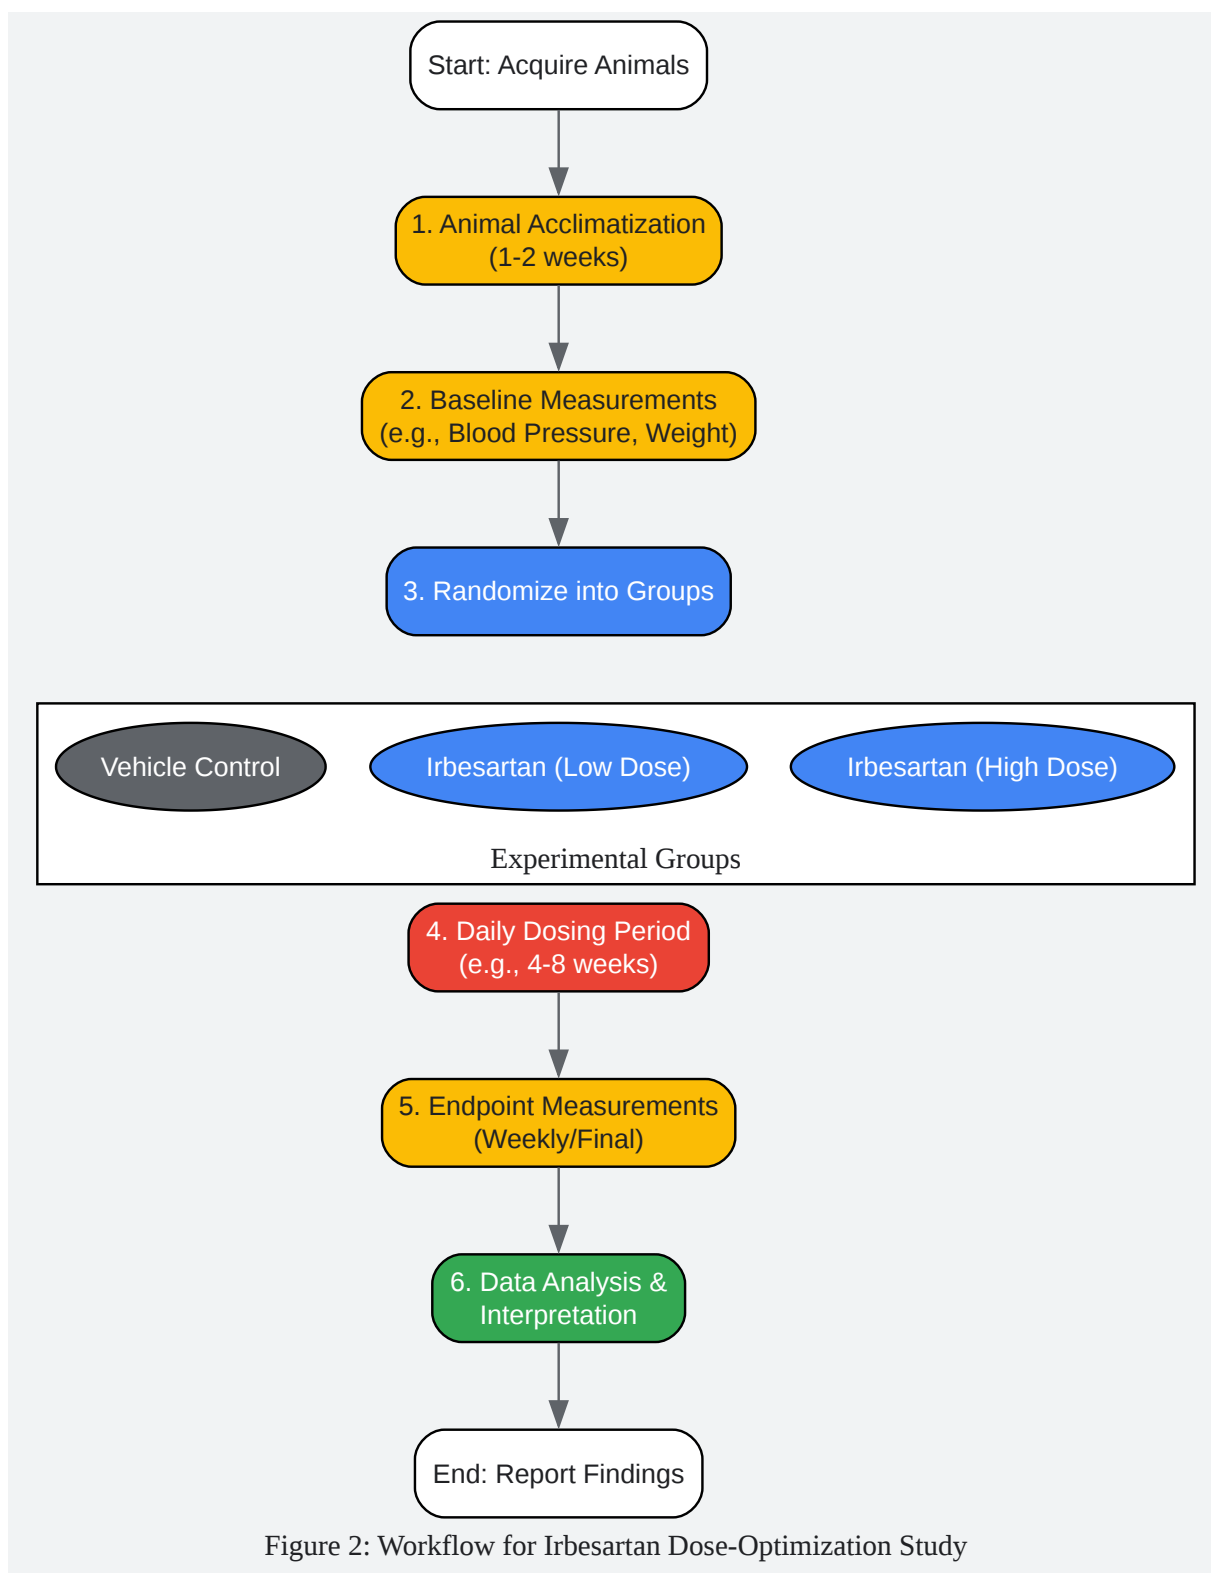 Start: Acquire Animals
1. Animal Acclimatization
(1-2 weeks)
2. Baseline Measurements
(e.g., Blood Pressure, Weight)
3. Randomize into Groups
Vehicle Control
Irbesartan (Low Dose)
Irbesartan (High Dose)
Experimental Groups
4. Daily Dosing Period
(e.g., 4-8 weeks)
5. Endpoint Measurements
(Weekly/Final)
6. Data Analysis &
Interpretation
End: Report Findings
Figure 2: Workflow for Irbesartan Dose-Optimization Study